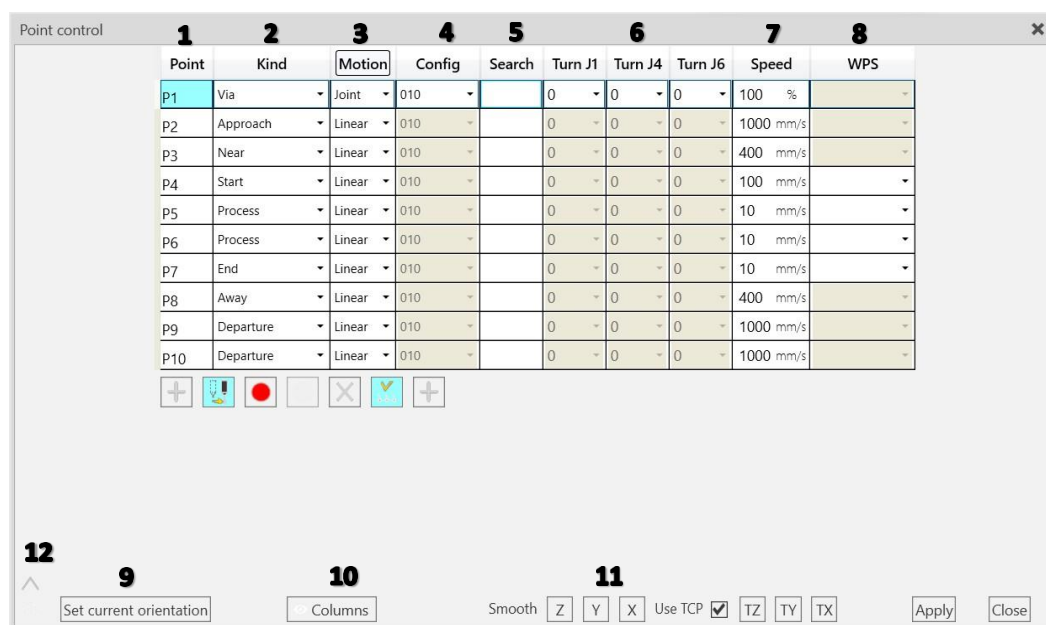 Point control
1 2 3 4 5 6 7 8
Point Kind Motion Config Search Turn J1 Turn J4 Turn J6 Speed WPS
P1 Via Joint 010 0 0 0 100 %
P2 Approach Linear 010 0 0 0 1000 mm/s
P3 Near Linear 010 0 0 0 400 mm/s
P4 Start Linear 010 0 0 0 100 mm/s
P5 Process Linear 010 0 0 0 10 mm/s
P6 Process Linear 010 0 0 0 10 mm/s
P7 End Linear 010 0 0 0 10 mm/s
P8 Away Linear 010 0 0 0 400 mm/s
P9 Departure Linear 010 0 0 0 1000 mm/s
P10 Departure Linear 010 0 0 0 1000 mm/s
12
9 10 11
Set current orientation Columns Smooth Z Y X Use TCP TZ TY TX Apply Close